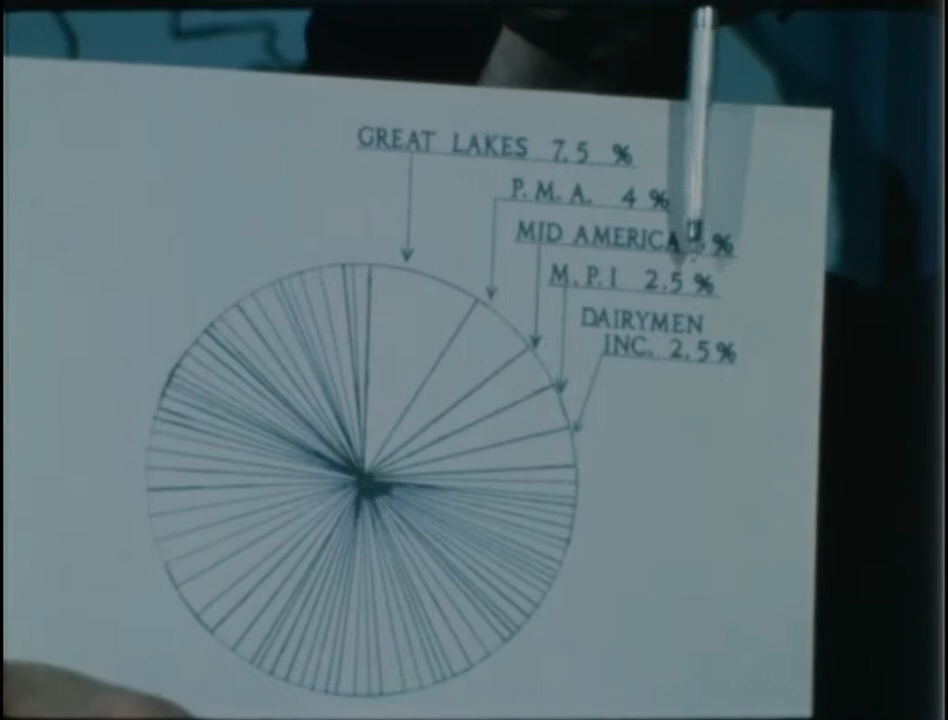 GREAT LAKES 7.5 %
P.M.A. 4 %
MID AMERICA %
M.P.I 2.5 %
DAIRYMEN
INC. 2.5 %